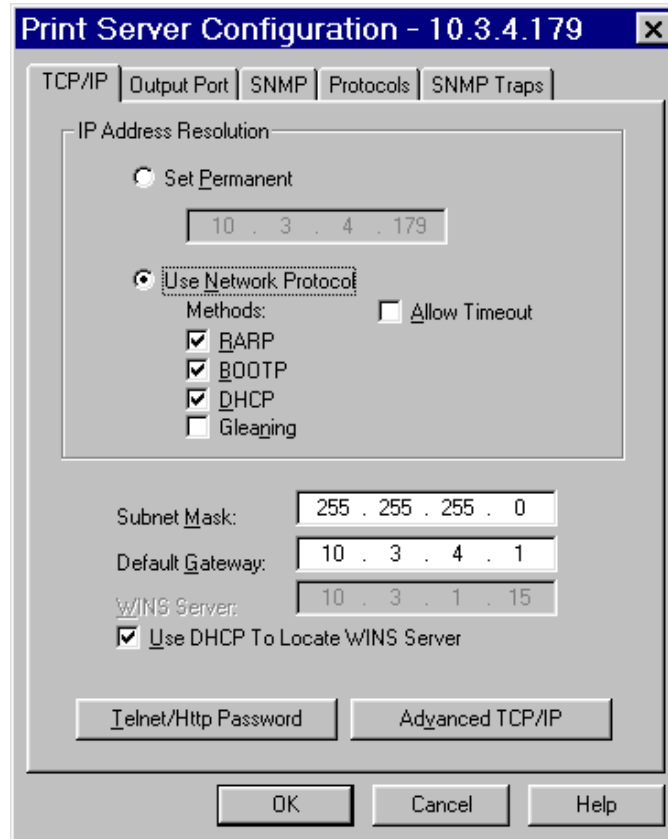 Print Server Configuration - 10.3.4.179
TCP/IP Output Port SNMP Protocols SNMP Traps
IP Address Resolution
Set Permanent
10 . 3 . 4 . 179
Use Network Protocol
Methods: Allow Timeout
RARP
BOOTP
DHCP
Gleaning
Subnet Mask: 255 . 255 . 255 . 0
Default Gateway: 10 . 3 . 4 . 1
WINS Server: 10 . 3 . 1 . 15
Use DHCP To Locate WINS Server
Telnet/Http Password Advanced TCP/IP
OK Cancel Help